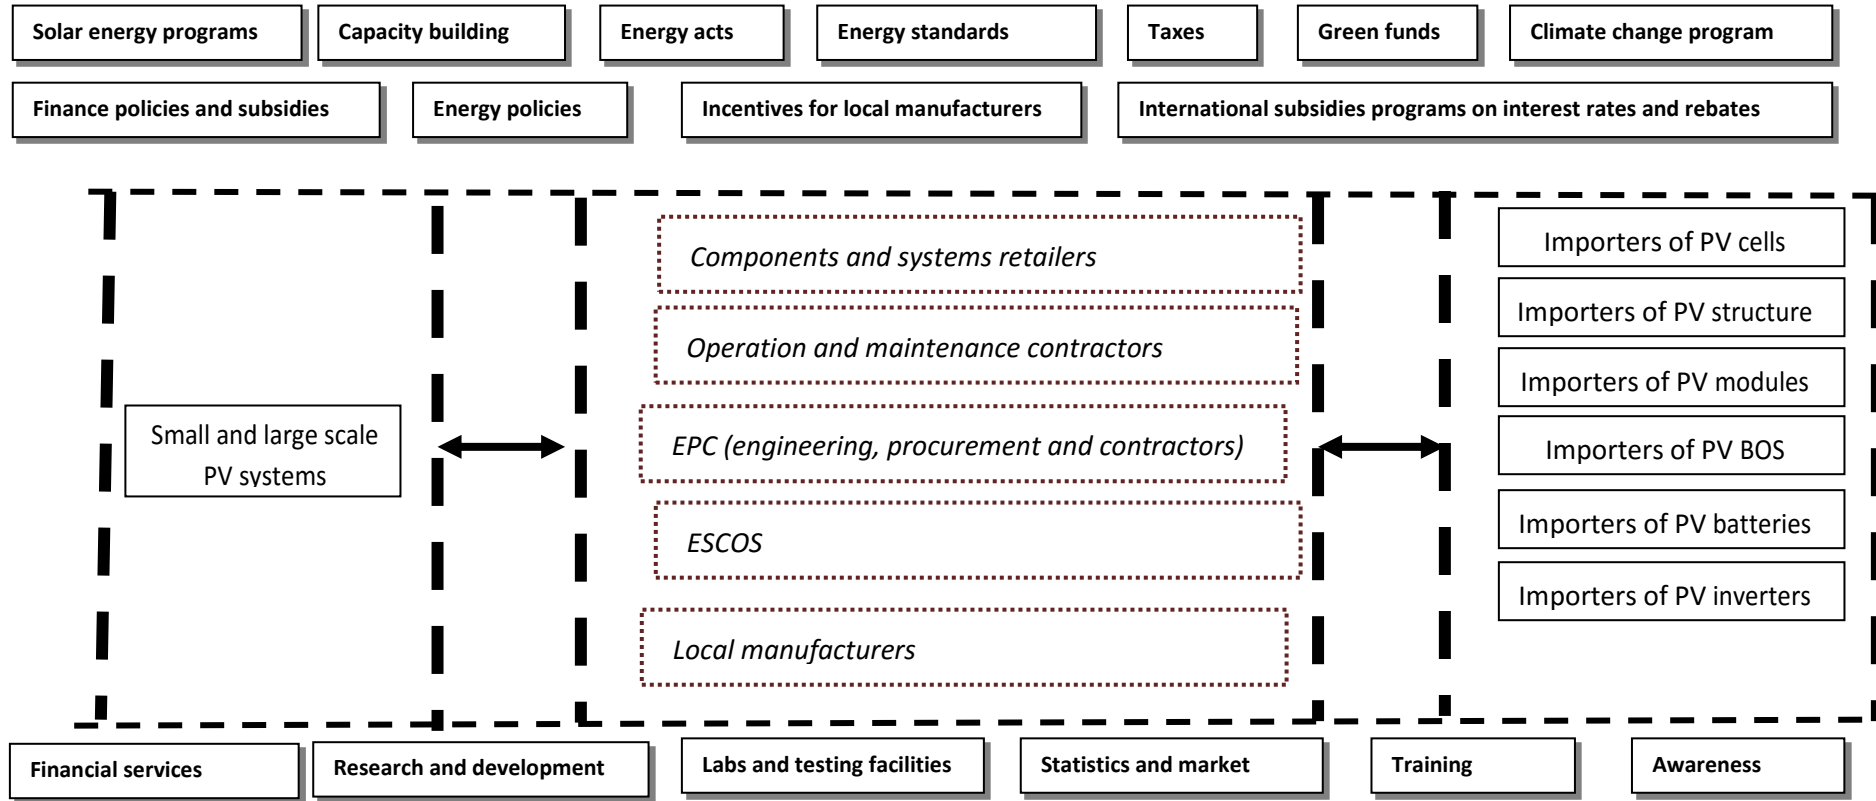 Solar energy programs
Capacity building
Energy acts
Energy standards
Taxes
Green funds
Climate change program
Finance policies and subsidies
Energy policies
Incentives for local manufacturers
International subsidies programs on interest rates and rebates
Small and large scale
PV systems
Components and systems retailers
Operation and maintenance contractors
EPC (engineering, procurement and contractors)
ESCOS
Local manufacturers
Importers of PV cells
Importers of PV structure
Importers of PV modules
Importers of PV BOS
Importers of PV batteries
Importers of PV inverters
Financial services
Research and development
Labs and testing facilities
Statistics and market
Training
Awareness